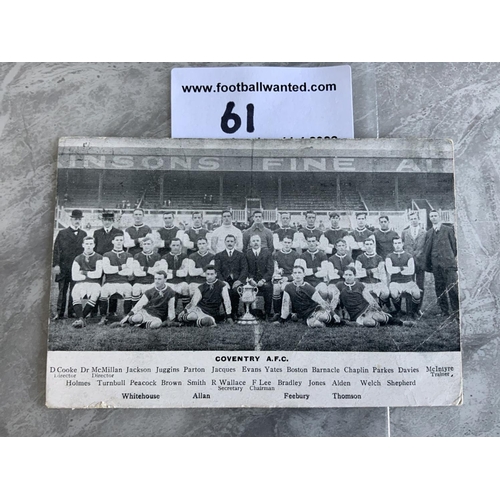 www.footballwanted.com
61
INSONS FINE A
COVENTRY A.F.C.
D Cooke Dr McMillan Jackson Juggins Parton Jacques Evans Yates Boston Barnacle Chaplin Parkes Davies McIntyre
Director Director Trainer
Holmes Turnbull Peacock Brown Smith R Wallace F Lee Bradley Jones Alden Welch Shepherd
Secretary Chairman
Whitehouse Allan Feebury Thomson